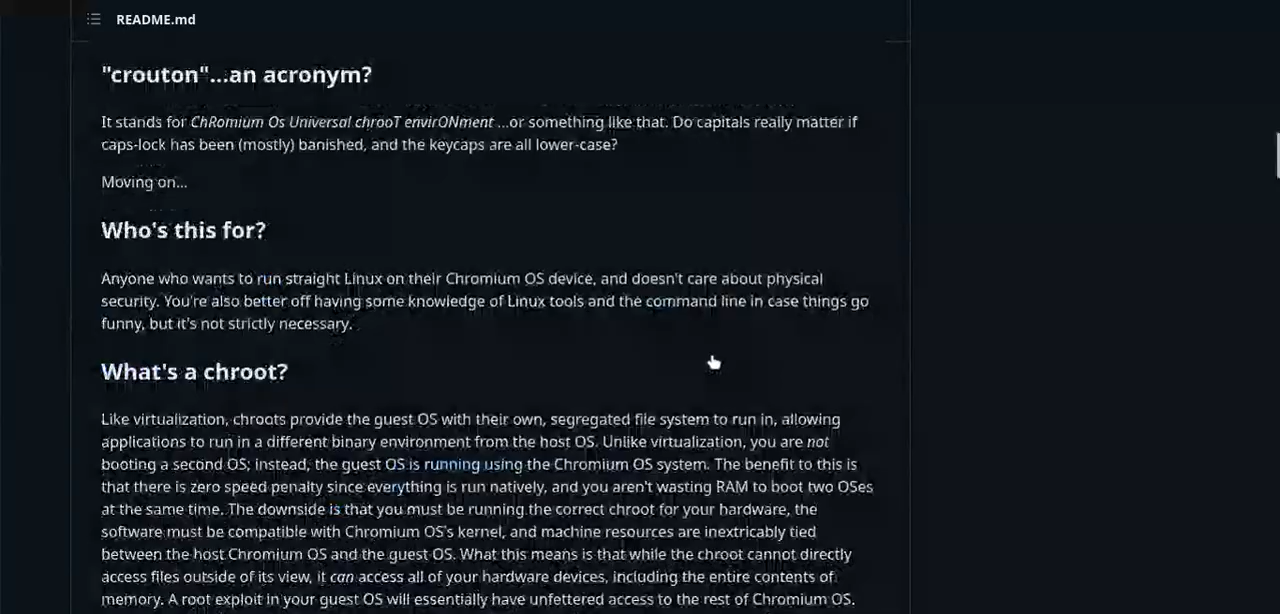 README.md
"crouton"...an acronym?
It stands for ChRomium Os Universal chrooT envirONment ...or something like that. Do capitals really matter if
caps-lock has been (mostly) banished, and the keycaps are all lower-case?
Moving on...
Who's this for?
Anyone who wants to run straight Linux on their Chromium OS device, and doesn't care about physical
security. You're also better off having some knowledge of Linux tools and the command line in case things go
funny, but it's not strictly necessary.
What's a chroot?
Like virtualization, chroots provide the guest OS with their own, segregated file system to run in, allowing
applications to run in a different binary environment from the host OS. Unlike virtualization, you are not
booting a second OS; instead, the guest OS is running using the Chromium OS system. The benefit to this is
that there is zero speed penalty since everything is run natively, and you aren't wasting RAM to boot two OSes
at the same time. The downside is that you must be running the correct chroot for your hardware, the
software must be compatible with Chromium OS's kernel, and machine resources are inextricably tied
between the host Chromium OS and the guest OS. What this means is that while the chroot cannot directly
access files outside of its view, it can access all of your hardware devices, including the entire contents of
memory. A root exploit in your guest OS will essentially have unfettered access to the rest of Chromium OS.